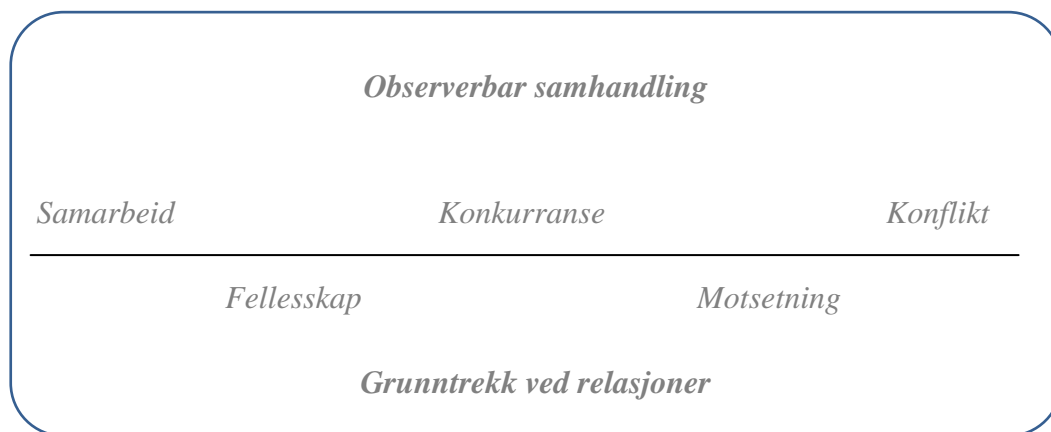 Observerbar samhandling
Samarbeid Konkurranse Konflikt
Fellesskap Motsetning
Grunntrekk ved relasjoner